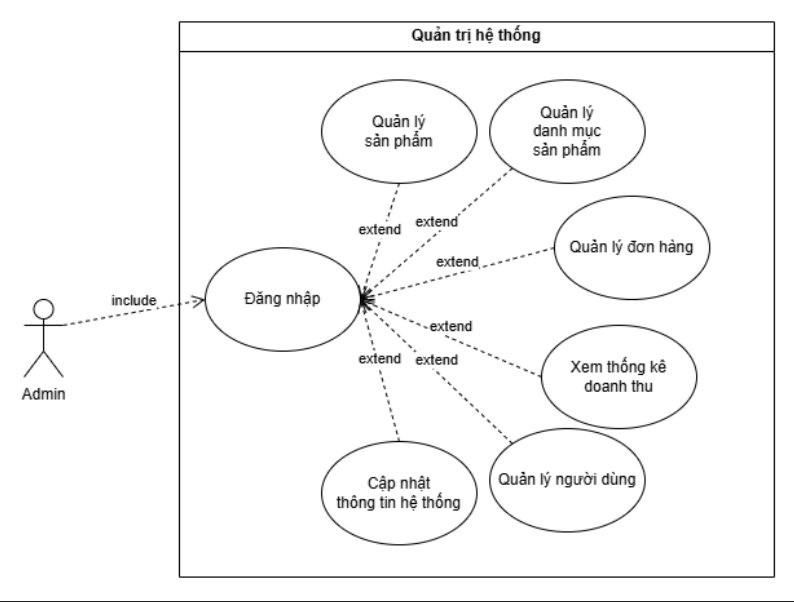 Quản trị hệ thống
Quản lý
sản phẩm
Quản lý
danh mục
sản phẩm
extend
extend
Quản lý đơn hàng
extend
Đăng nhập
include
Admin
extend
extend
extend
Xem thống kê
doanh thu
Cập nhật
thông tin hệ thống
Quản lý người dùng